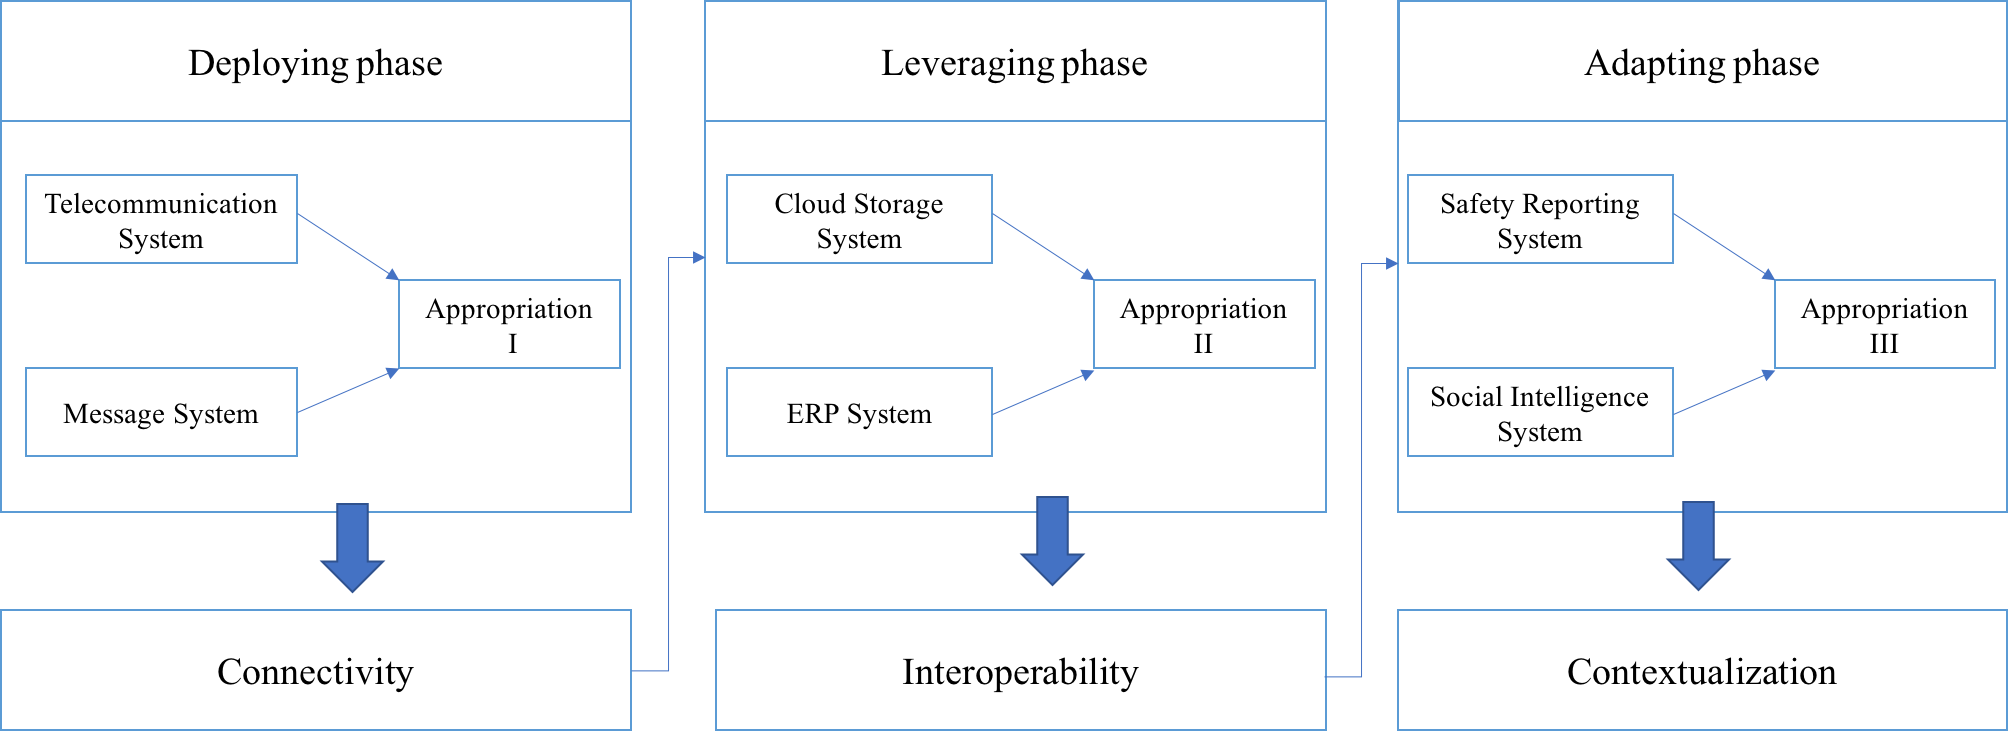 Deploying phase
Telecommunication
System
Appropriation
I
Message System
Connectivity
Leveraging phase
Cloud Storage
System
Appropriation
II
ERP System
Interoperability
Adapting phase
Safety Reporting
System
Appropriation
III
Social Intelligence
System
Contextualization